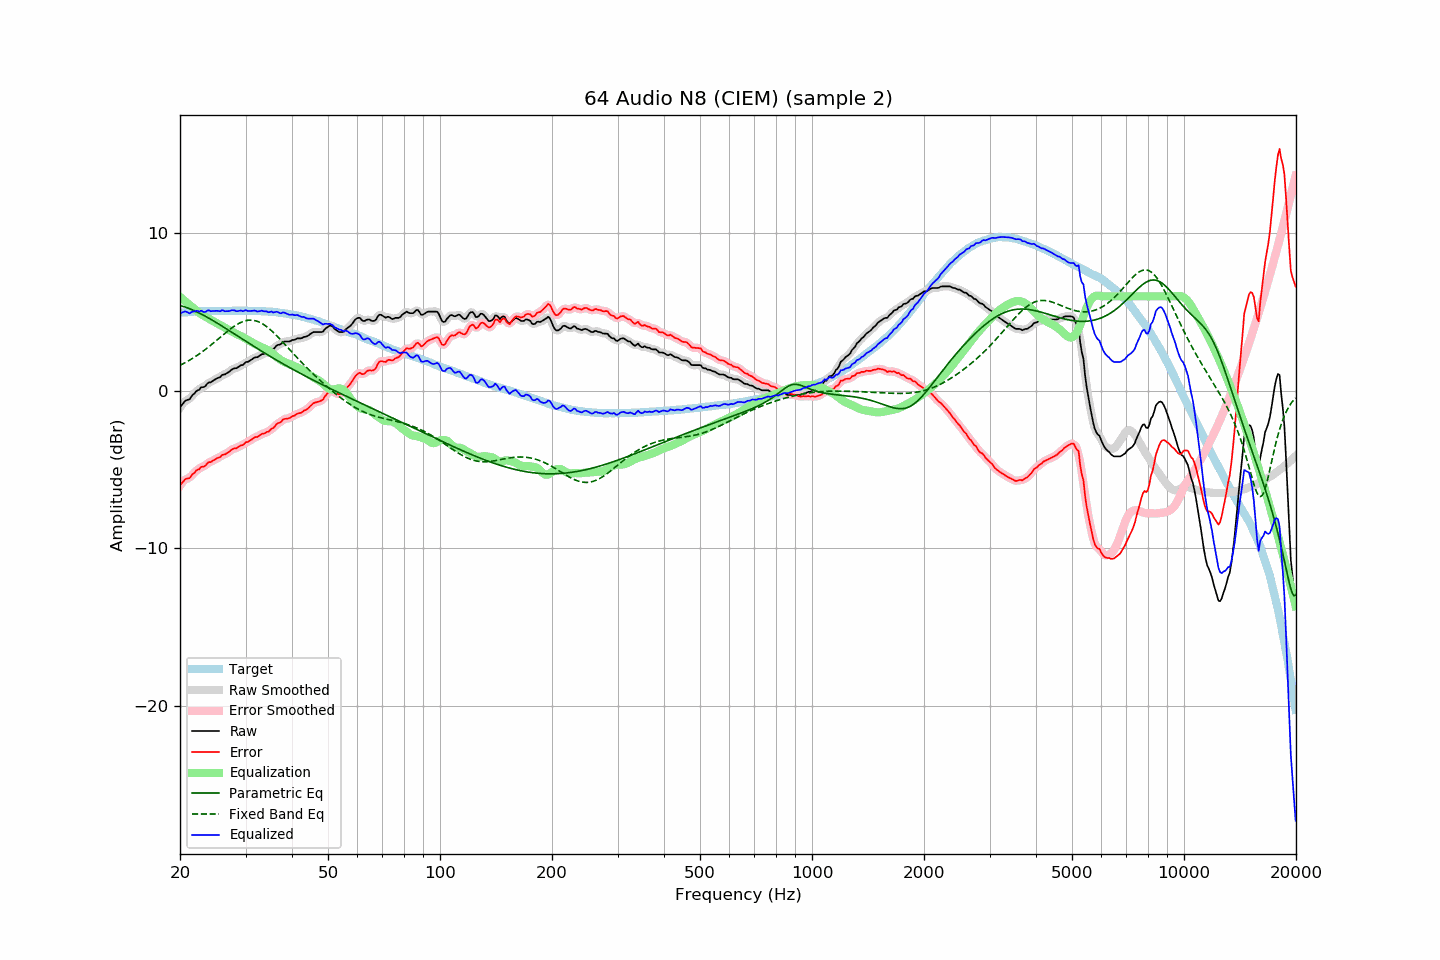 64 Audio N8 (CIEM) (sample 2)
Amplitude (dBr)
10
0
−10
−20
Target
Raw Smoothed
Error Smoothed
Raw
Error
Equalization
Parametric Eq
Fixed Band Eq
Equalized
20 50 100 200 500 1000 2000 5000 10000 20000
Frequency (Hz)